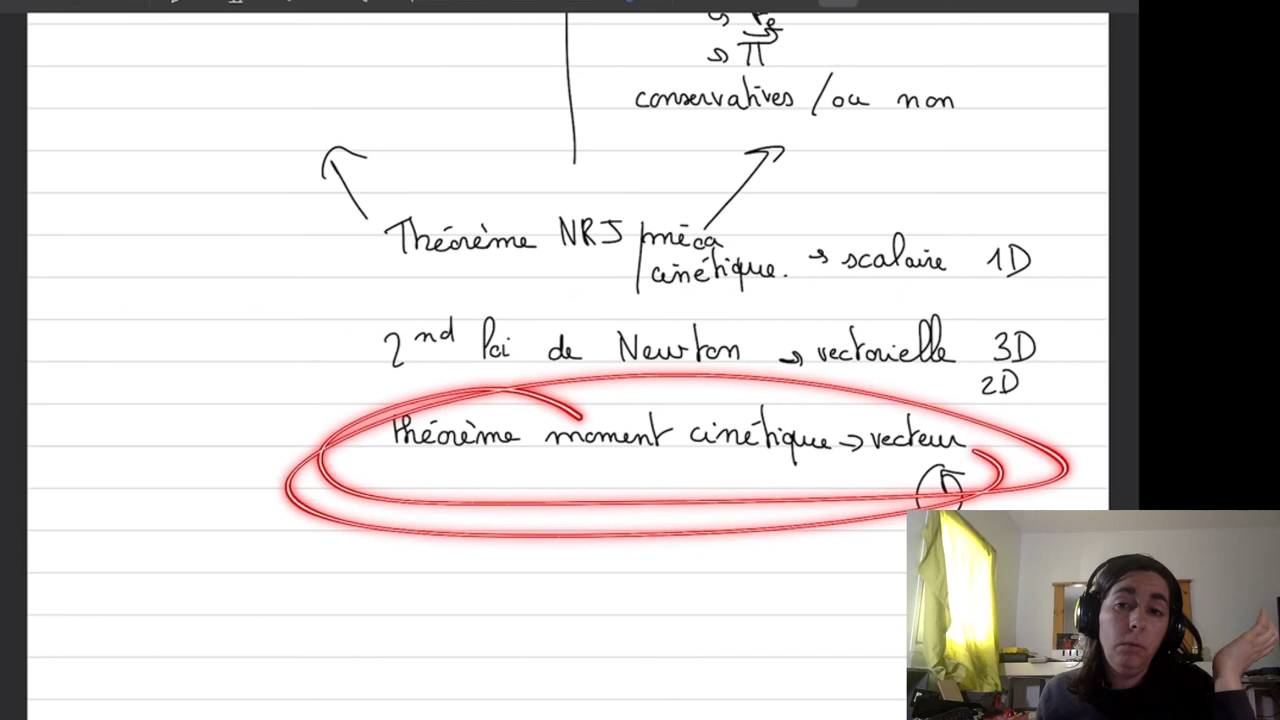 π
conservatives / ou non
Théorème NRJ méca
cinétique. → scalaire 1D
2nd loi de Newton → vectorielle 3D
2D
théorème moment cinétique → vecteur